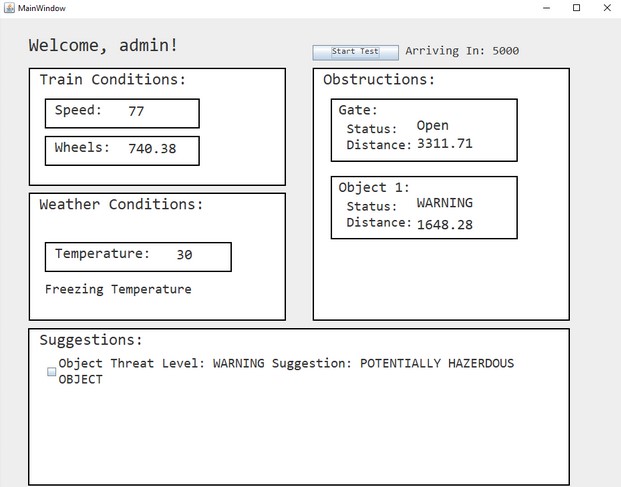 MainWindow
Welcome, admin!
Start Test
Arriving In: 5000
Train Conditions:
Speed: 77
Wheels: 740.38
Weather Conditions:
Temperature: 30
Freezing Temperature
Obstructions:
Gate:
Status: Open
Distance: 3311.71
Object 1:
Status: WARNING
Distance: 1648.28
Suggestions:
Object Threat Level: WARNING Suggestion: POTENTIALLY HAZERDOUS
OBJECT